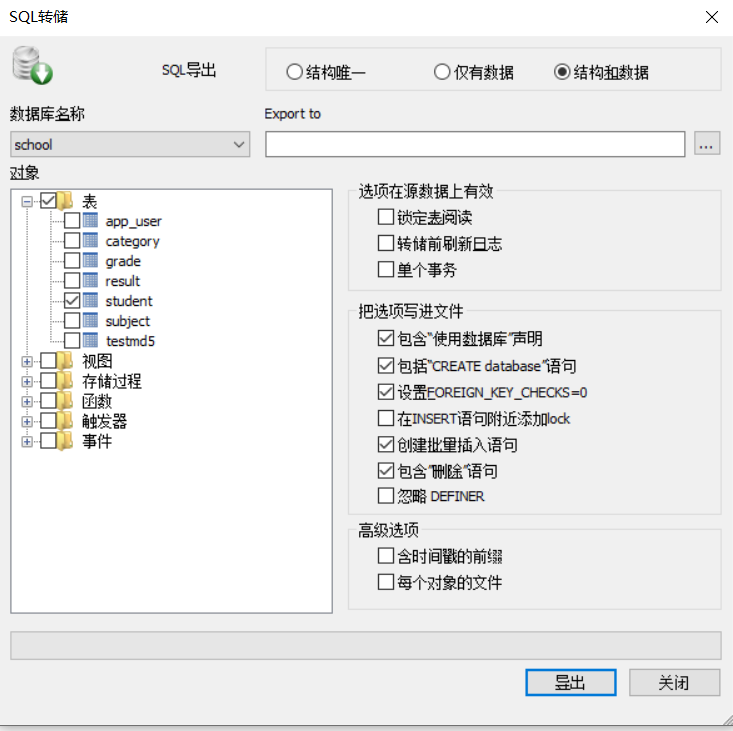 SQL转储
SQL导出
结构唯一
仅有数据
结构和数据
数据库名称
Export to
school
...
对象
表
app_user
category
grade
result
student
subject
testmd5
视图
存储过程
函数
触发器
事件
选项在源数据上有效
锁定表阅读
转储前刷新日志
单个事务
把选项写进文件
包含“使用数据库”声明
包括“CREATE database”语句
设置FOREIGN_KEY_CHECKS=0
在INSERT语句附近添加lock
创建批量插入语句
包含“删除”语句
忽略 DEFINER
高级选项
含时间戳的前缀
每个对象的文件
导出
关闭